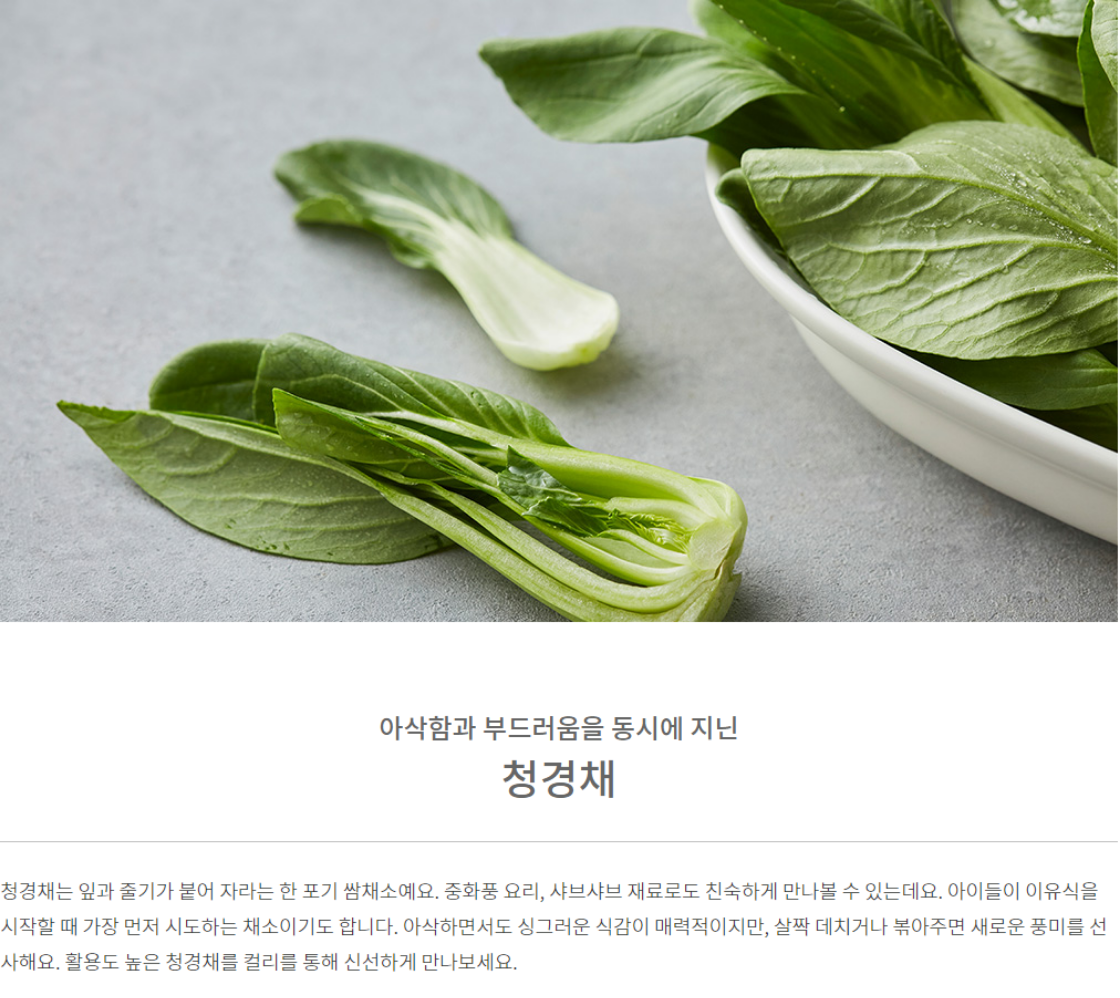 아삭함과 부드러움을 동시에 지닌
청경채
청경채는 잎과 줄기가 붙어 자라는 한 포기 쌈채소예요. 중화풍 요리, 샤브샤브 재료로도 친숙하게 만나볼 수 있는데요. 아이들이 이유식을
시작할 때 가장 먼저 시도하는 채소이기도 합니다. 아삭하면서도 싱그러운 식감이 매력적이지만, 살짝 데치거나 볶아주면 새로운 풍미를 선
사해요. 활용도 높은 청경채를 컬리를 통해 신선하게 만나보세요.